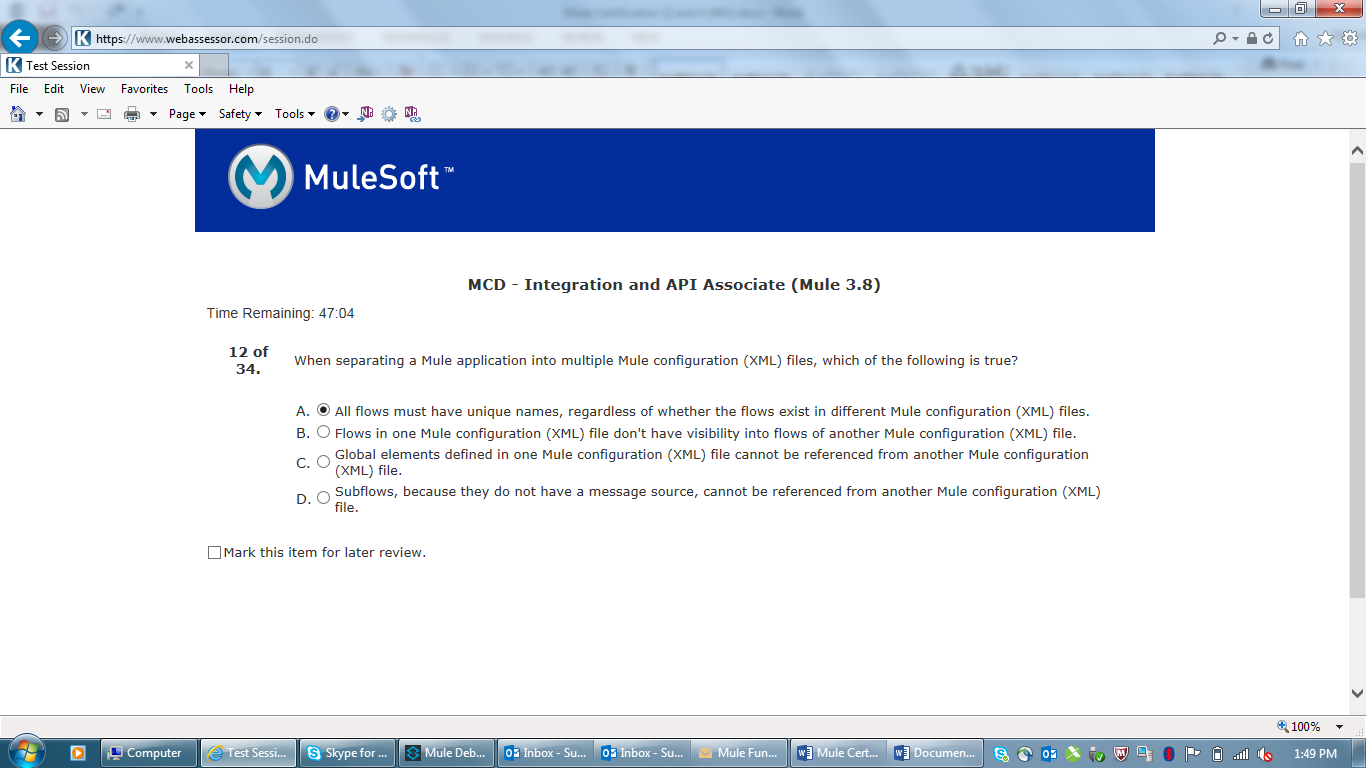 https://www.webassessor.com/session.do
Test Session
File Edit View Favorites Tools Help
Page Safety Tools
MuleSoft™
MCD - Integration and API Associate (Mule 3.8)
Time Remaining: 47:04
12 of
34.
When separating a Mule application into multiple Mule configuration (XML) files, which of the following is true?
A. All flows must have unique names, regardless of whether the flows exist in different Mule configuration (XML) files.
B. Flows in one Mule configuration (XML) file don't have visibility into flows of another Mule configuration (XML) file.
C. Global elements defined in one Mule configuration (XML) file cannot be referenced from another Mule configuration
(XML) file.
D. Subflows, because they do not have a message source, cannot be referenced from another Mule configuration (XML)
file.
Mark this item for later review.
100%
Computer Test Sessi... Skype for ... Mule Deb... Inbox - Su... Inbox - Su... Mule Fun... Mule Cert... Documen... 1:49 PM